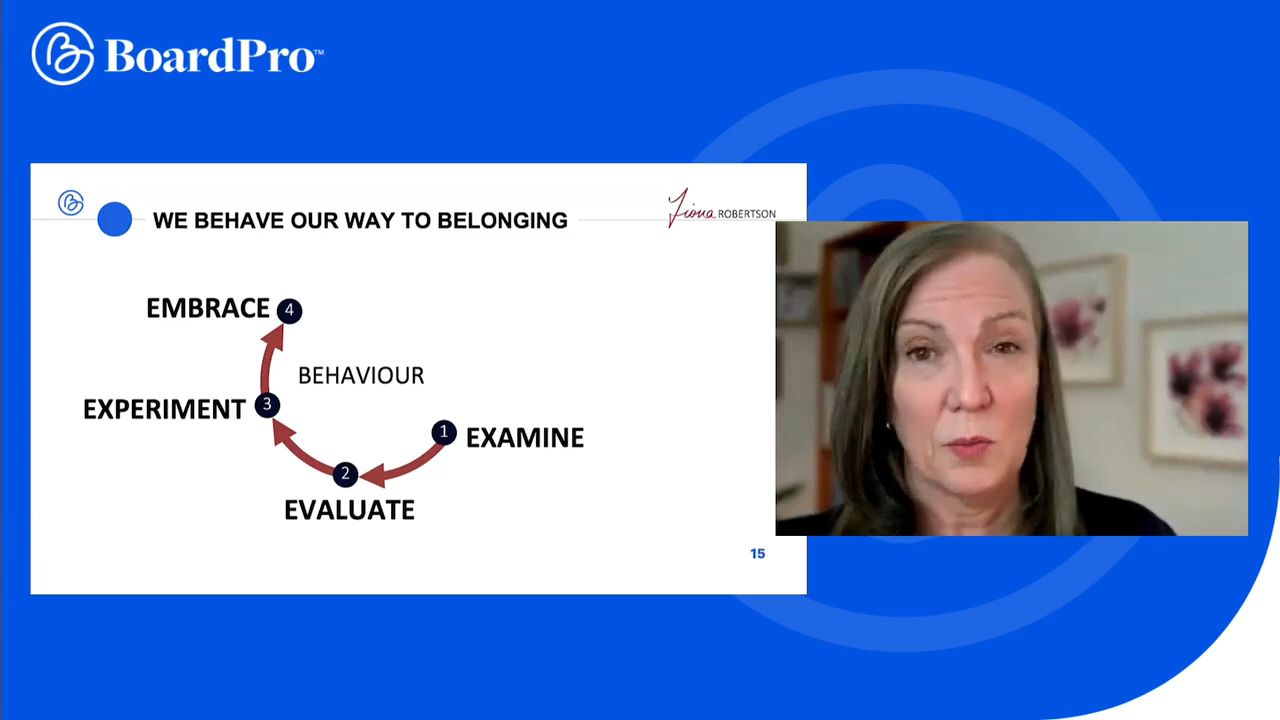 BoardPro™
WE BEHAVE OUR WAY TO BELONGING
Fiona ROBERTSON
EMBRACE 4
BEHAVIOUR
EXPERIMENT 3
1 EXAMINE
2
EVALUATE
15